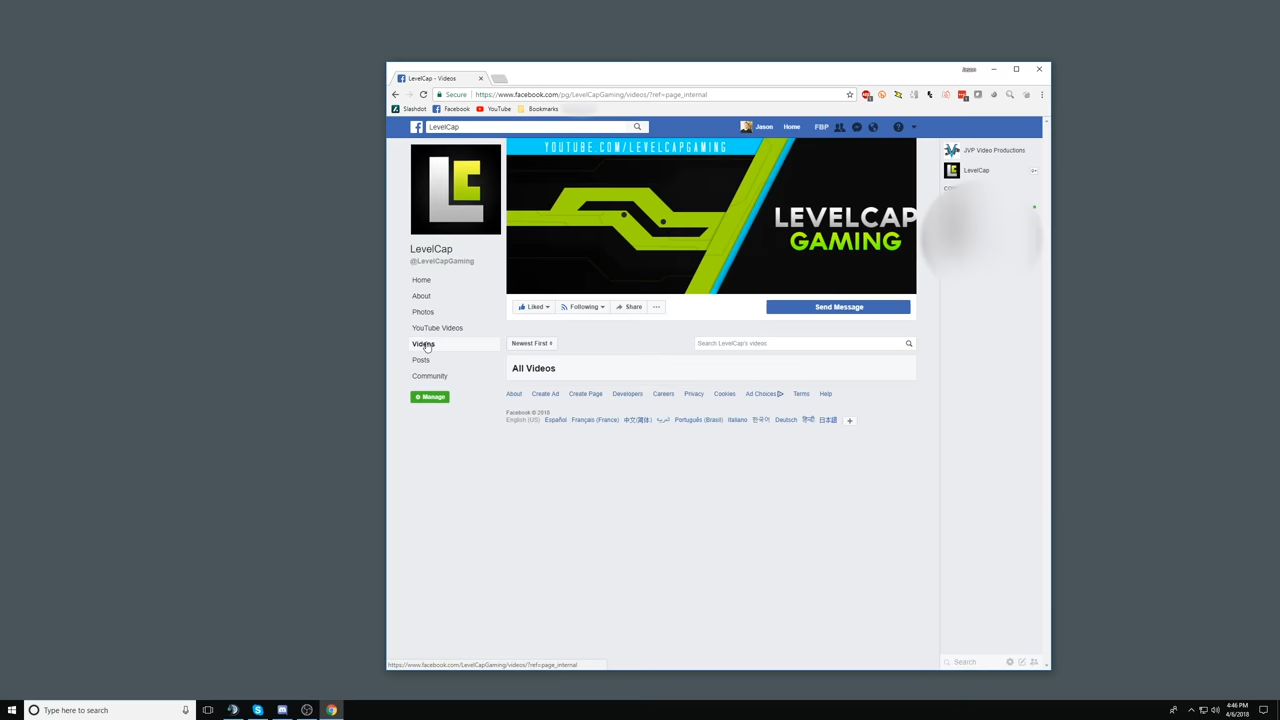 LevelCap - Videos
Secure https://www.facebook.com/pg/LevelCapGaming/videos/?ref=page_internal
Slashdot Facebook YouTube Bookmarks
LevelCap
Jason Home FBP
YOUTUBE.COM/LEVELCAPGAMING
LEVELCAP
GAMING
JVP Video Productions
LevelCap
LevelCap
@LevelCapGaming
Home
About
Photos
YouTube Videos
Videos
Posts
Community
Manage
Liked Following Share ... Send Message
Newest First Search LevelCap's videos
All Videos
About Create Ad Create Page Developers Careers Privacy Cookies Ad Choices Terms Help
Facebook © 2018
English (US) Español Français (France) 中文(简体) العربية Português (Brasil) Italiano 한국어 Deutsch हिन्दी 日本語
https://www.facebook.com/LevelCapGaming/videos/?ref=page_internal
Search
Type here to search
4:46 PM
4/6/2018